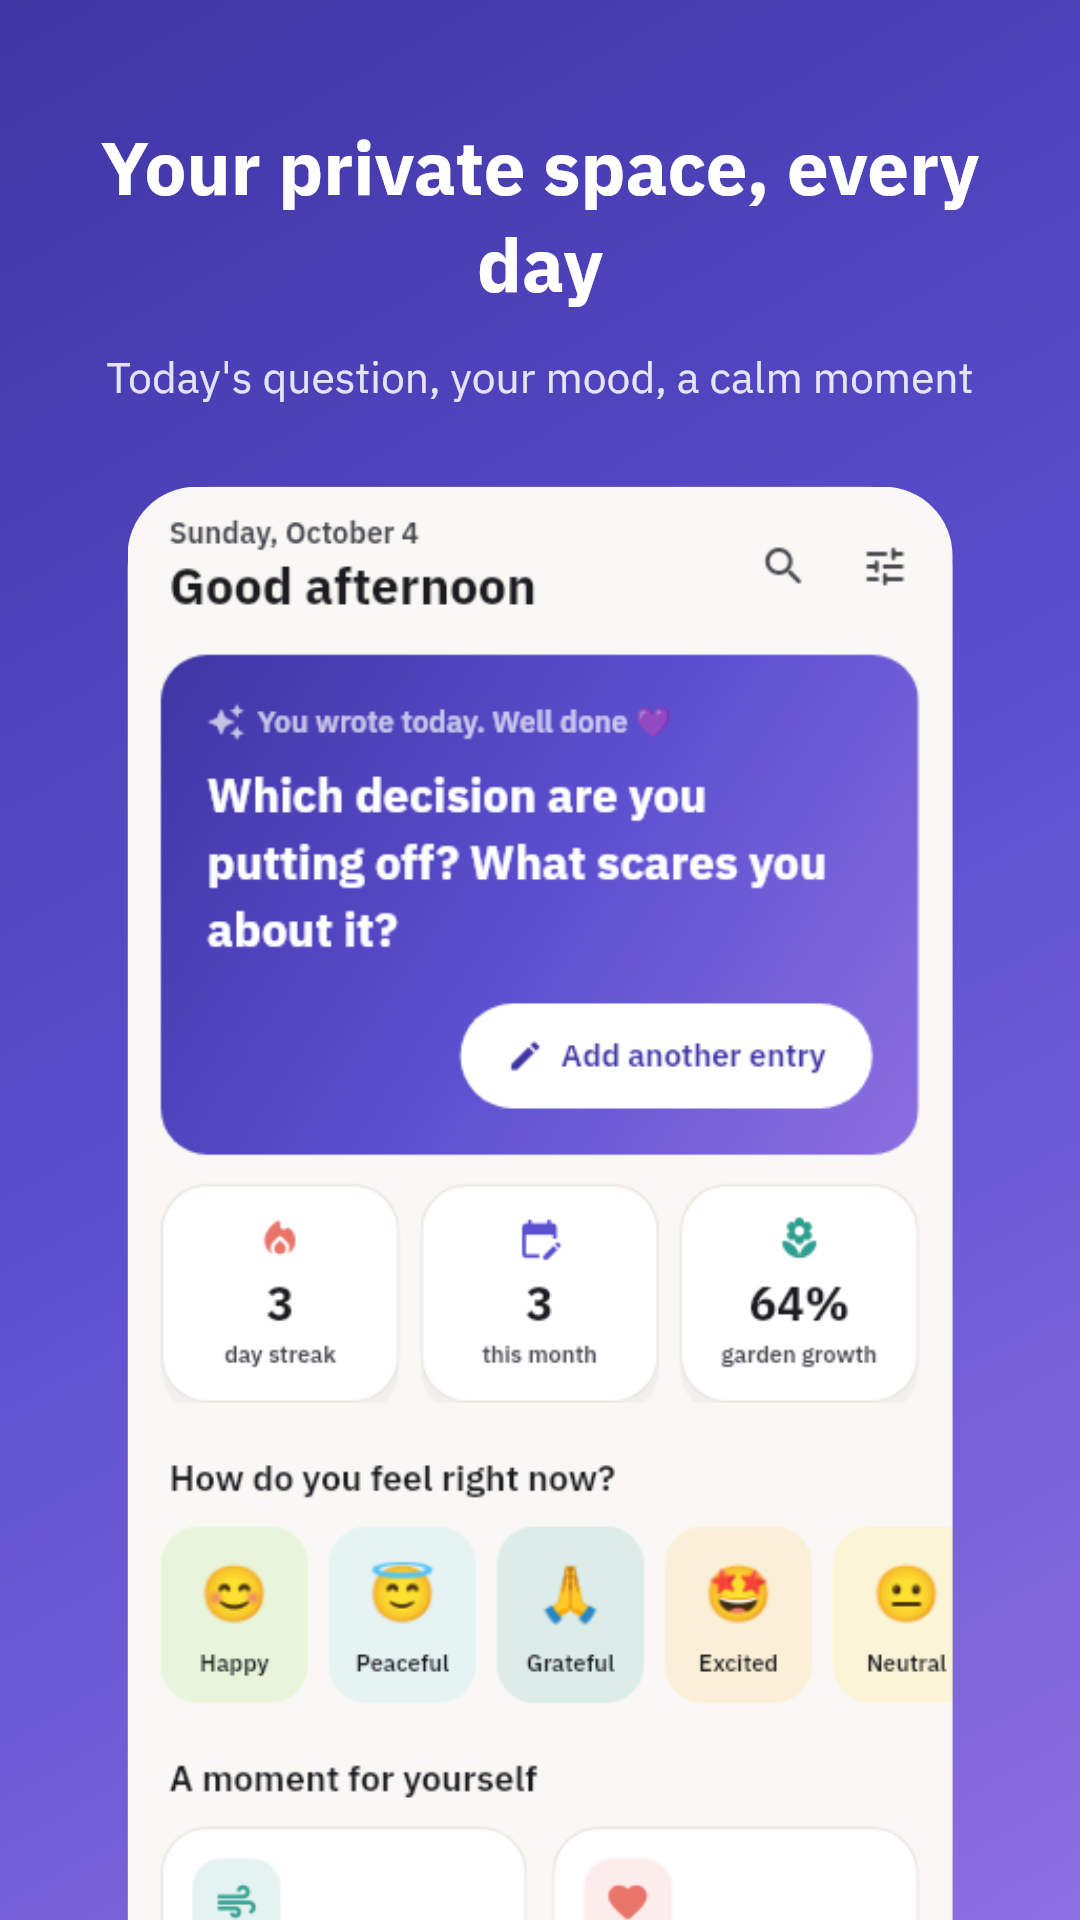 Your private space, every
day
Today's question, your mood, a calm moment
Sunday, October 4
Good afternoon
You wrote today. Well done 💜
Which decision are you
putting off? What scares you
about it?
Add another entry
3
day streak
3
this month
64%
garden growth
How do you feel right now?
Happy
Peaceful
Grateful
Excited
Neutral
A moment for yourself